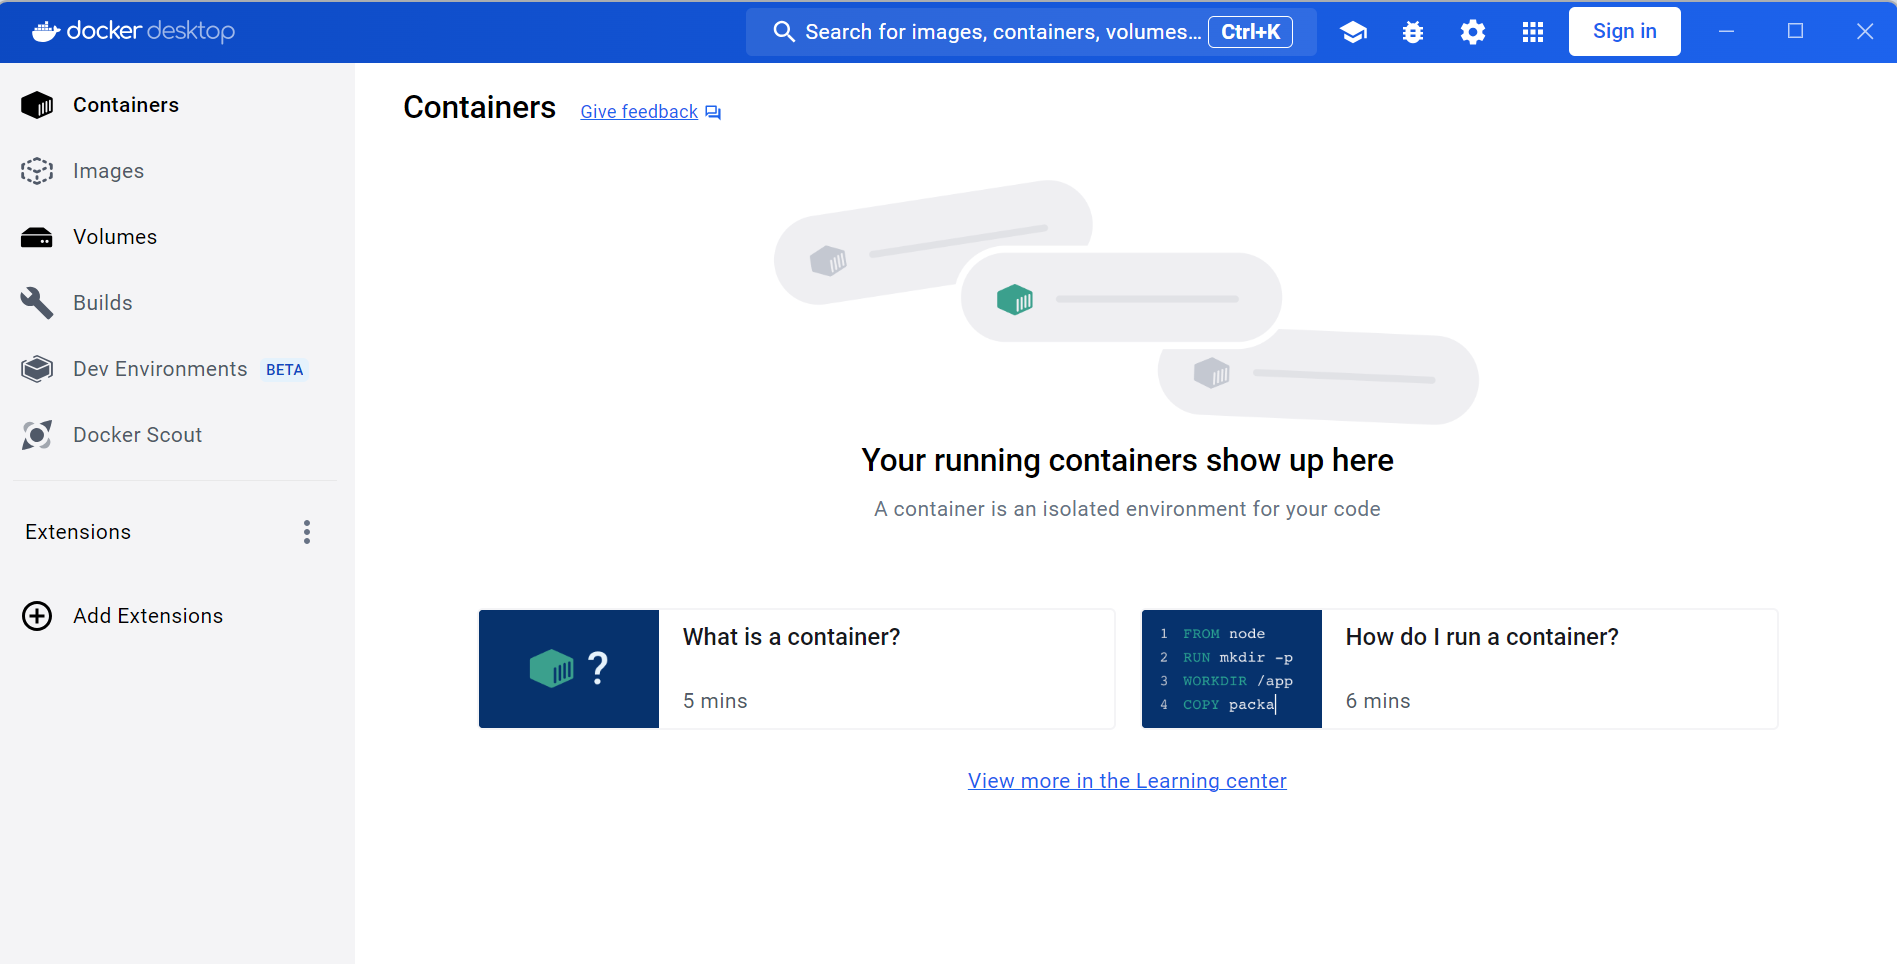 docker desktop
Search for images, containers, volumes... Ctrl+K
Sign in
Containers
Images
Volumes
Builds
Dev Environments BETA
Docker Scout
Extensions
Add Extensions
Containers Give feedback
Your running containers show up here
A container is an isolated environment for your code
?
What is a container?
5 mins
1 FROM node
2 RUN mkdir -p
3 WORKDIR /app
4 COPY packa
How do I run a container?
6 mins
View more in the Learning center